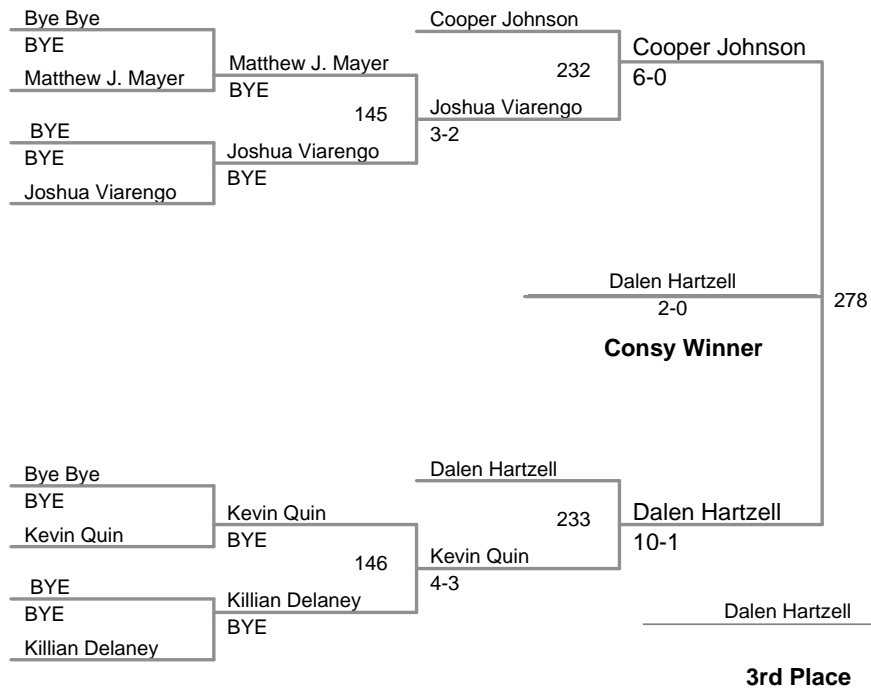 Bye Bye
BYE
Matthew J. Mayer
Matthew J. Mayer
BYE
BYE
BYE
Joshua Viarengo
Joshua Viarengo
BYE
145
Cooper Johnson
Joshua Viarengo
3-2
232
Cooper Johnson
6-0
Dalen Hartzell
2-0
278
Consy Winner
Bye Bye
BYE
Kevin Quin
Kevin Quin
BYE
BYE
BYE
Killian Delaney
Killian Delaney
BYE
146
Dalen Hartzell
Kevin Quin
4-3
233
Dalen Hartzell
10-1
Dalen Hartzell
3rd Place